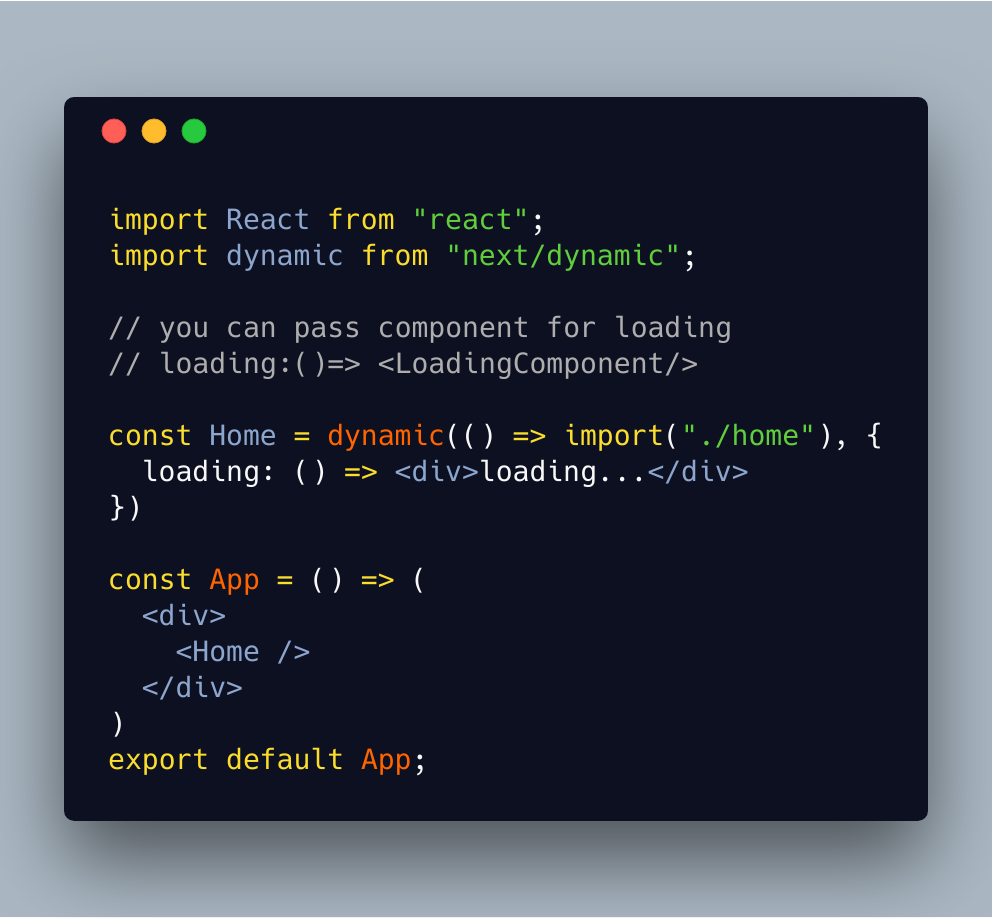 import React from "react";
import dynamic from "next/dynamic";
// you can pass component for loading
// loading:()=> <LoadingComponent/>
const Home = dynamic(() => import("./home"), {
  loading: () => <div>loading...</div>
})
const App = () => (
  <div>
    <Home />
  </div>
)
export default App;